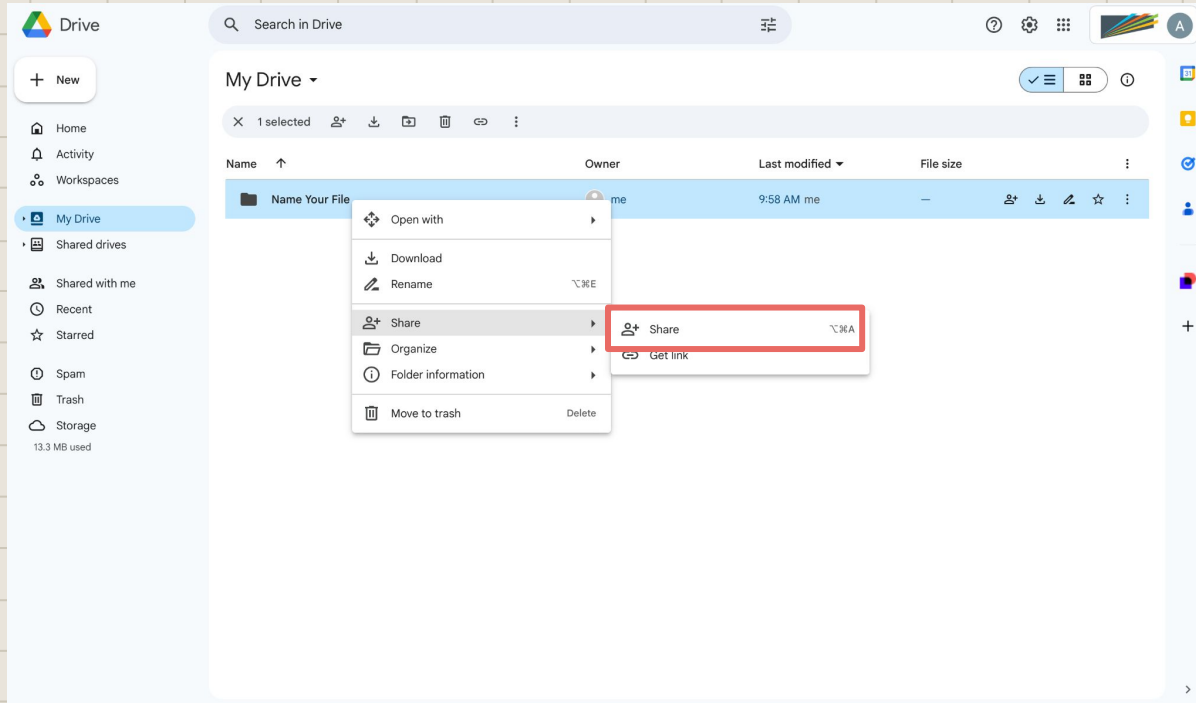 Drive
Search in Drive
A
New
My Drive
31
1 selected
Home
Activity
Workspaces
Name Owner Last modified File size
Name Your File me 9:58 AM me —
My Drive
Shared drives
Open with
Download
Rename ⌥⌘E
Shared with me
Recent
Starred
Share
Share ⌥⌘A
Organize
Get link
Folder information
Spam
Trash
Storage
Move to trash Delete
13.3 MB used